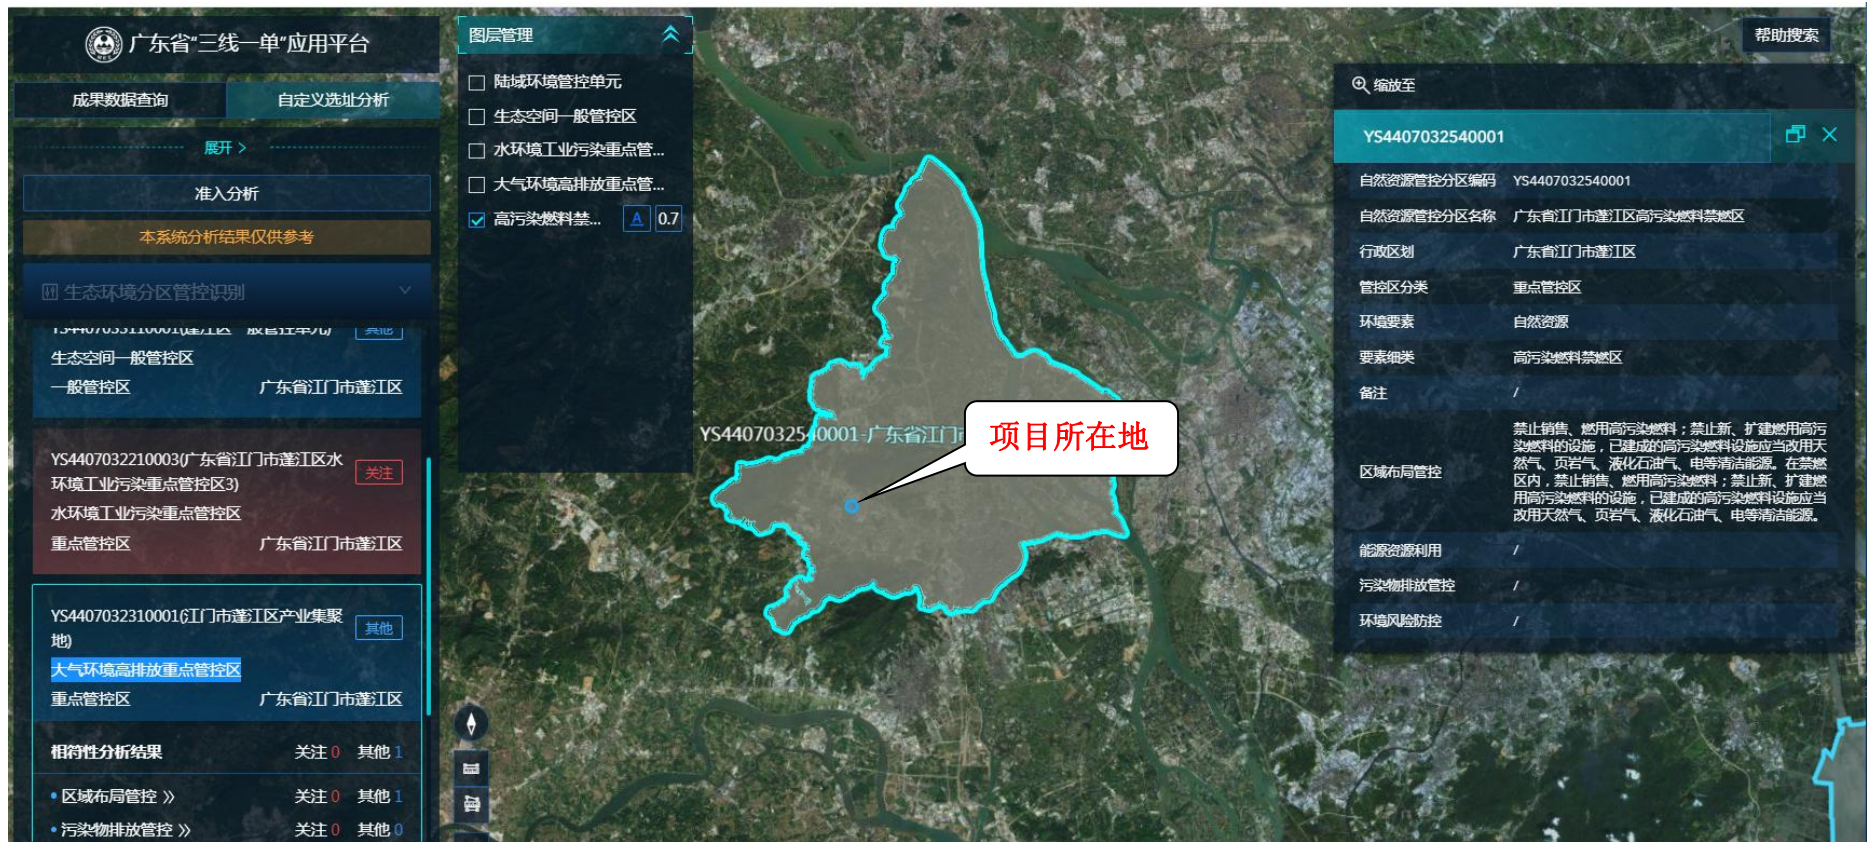 广东省“三线一单”应用平台
成果数据查询
自定义选址分析
展开 >
准入分析
本系统分析结果仅供参考
生态环境分区管控识别
生态空间一般管控区
一般管控区 广东省江门市蓬江区
YS4407032210003(广东省江门市蓬江区水
环境工业污染重点管控区3)
关注
水环境工业污染重点管控区
重点管控区 广东省江门市蓬江区
YS4407032310001(江门市蓬江区产业集聚
地)
其他
大气环境高排放重点管控区
重点管控区 广东省江门市蓬江区
相符性分析结果 关注 0 其他 1
• 区域布局管控 » 关注 0 其他 1
• 污染物排放管控 » 关注 0 其他 0
图层管理
陆域环境管控单元
生态空间一般管控区
水环境工业污染重点管...
大气环境高排放重点管...
高污染燃料禁... A 0.7
YS4407032540001-广东省江门
项目所在地
帮助搜索
缩放至
YS4407032540001
自然资源管控分区编码 YS4407032540001
自然资源管控分区名称 广东省江门市蓬江区高污染燃料禁燃区
行政区划 广东省江门市蓬江区
管控区分类 重点管控区
环境要素 自然资源
要素细类 高污染燃料禁燃区
备注 /
区域布局管控
禁止销售、燃用高污染燃料；禁止新、扩建燃用高污
染燃料的设施，已建成的高污染燃料设施应当改用天
然气、页岩气、液化石油气、电等清洁能源。在禁燃
区内，禁止销售、燃用高污染燃料；禁止新、扩建燃
用高污染燃料的设施，已建成的高污染燃料设施应当
改用天然气、页岩气、液化石油气、电等清洁能源。
能源资源利用 /
污染物排放管控 /
环境风险防控 /